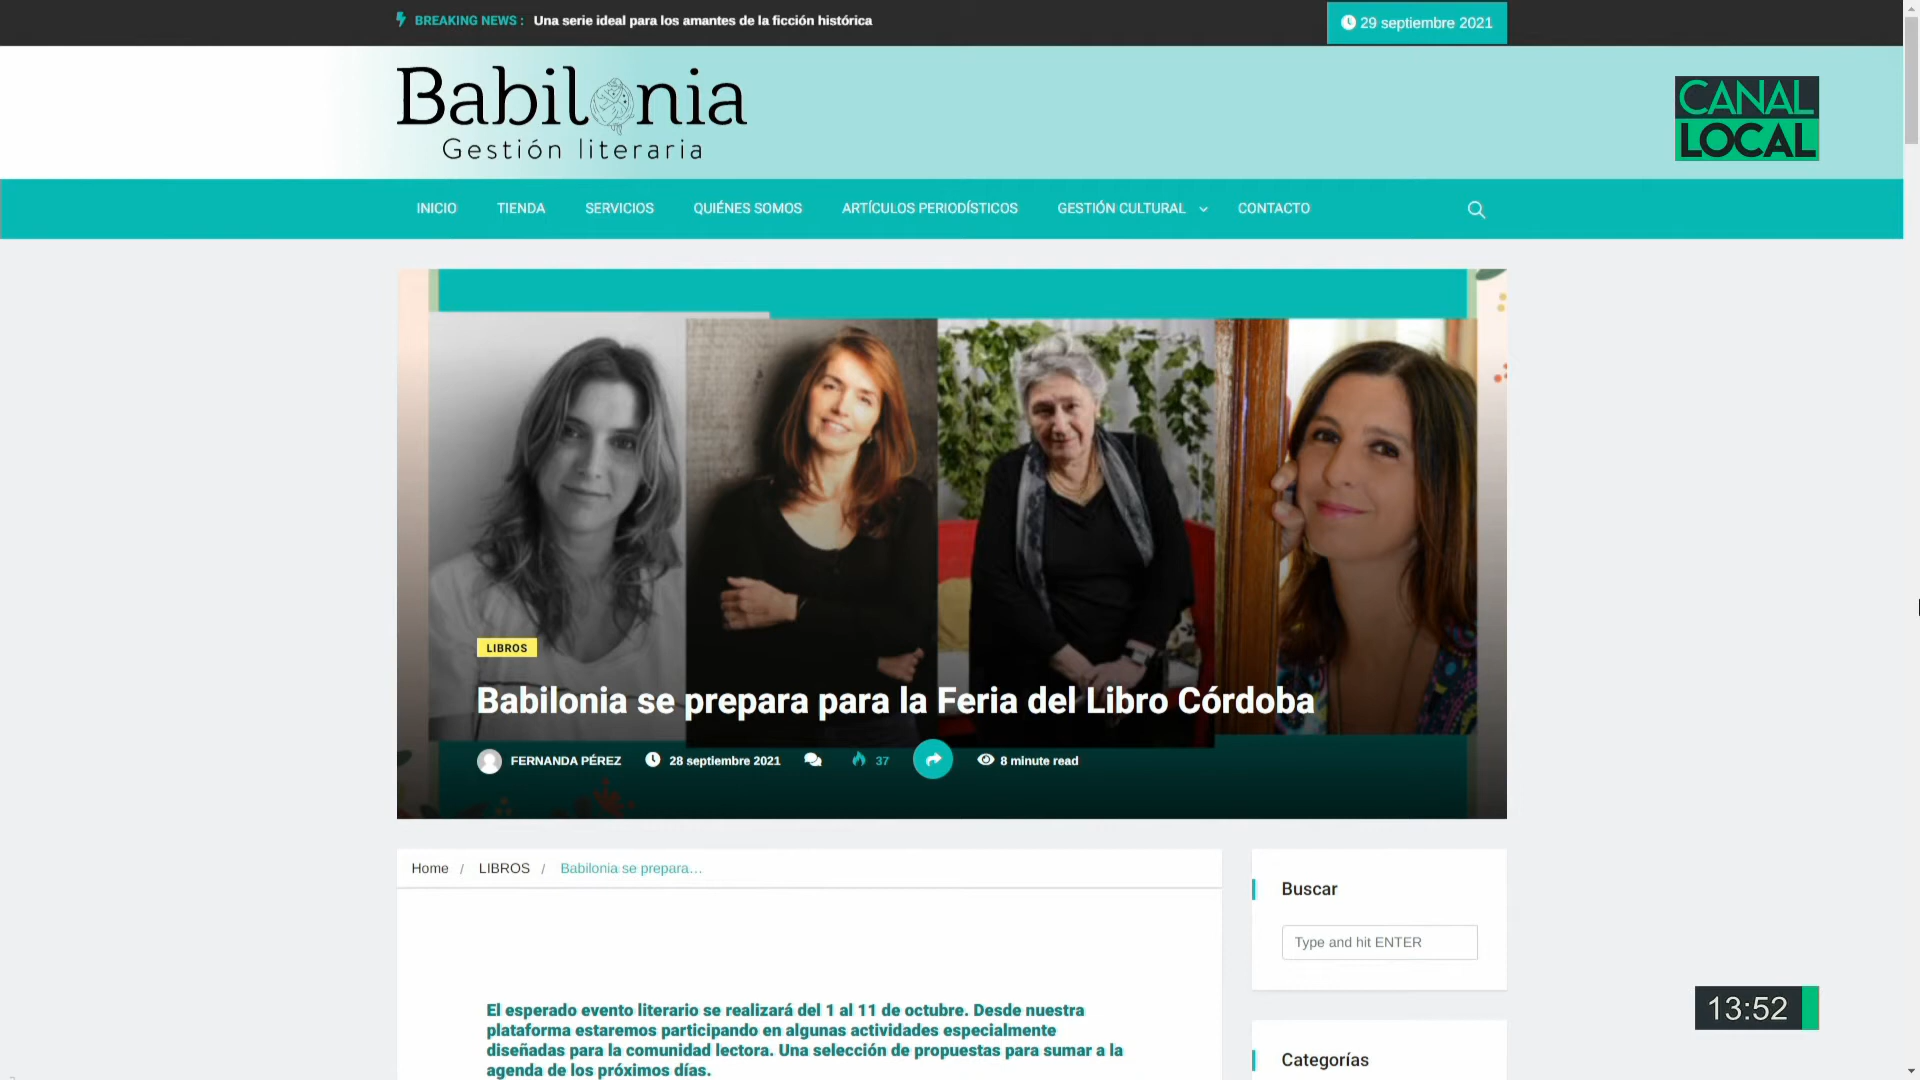 BREAKING NEWS : Una serie ideal para los amantes de la ficción histórica
29 septiembre 2021
Babilonia
Gestión literaria
CANAL
LOCAL
INICIO TIENDA SERVICIOS QUIÉNES SOMOS ARTÍCULOS PERIODÍSTICOS GESTIÓN CULTURAL CONTACTO
LIBROS
Babilonia se prepara para la Feria del Libro Córdoba
FERNANDA PÉREZ 28 septiembre 2021 37 8 minute read
Home / LIBROS / Babilonia se prepara…
Buscar
Type and hit ENTER
El esperado evento literario se realizará del 1 al 11 de octubre. Desde nuestra
plataforma estaremos participando en algunas actividades especialmente
diseñadas para la comunidad lectora. Una selección de propuestas para sumar a la
agenda de los próximos días.
13:52
Categorías